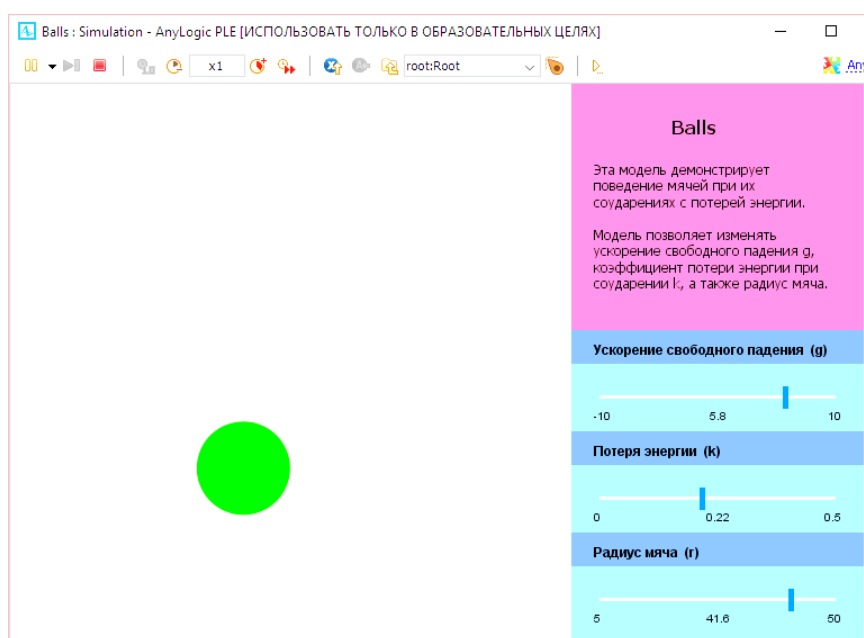 Balls : Simulation - AnyLogic PLE [ИСПОЛЬЗОВАТЬ ТОЛЬКО В ОБРАЗОВАТЕЛЬНЫХ ЦЕЛЯХ]
x1
root:Root
Any
Balls
Эта модель демонстрирует
поведение мячей при их
соударениях с потерей энергии.
Модель позволяет изменять
ускорение свободного падения g,
коэффициент потери энергии при
соударении k, а также радиус мяча.
Ускорение свободного падения (g)
-10 5.8 10
Потеря энергии (k)
0 0.22 0.5
Радиус мяча (r)
5 41.6 50